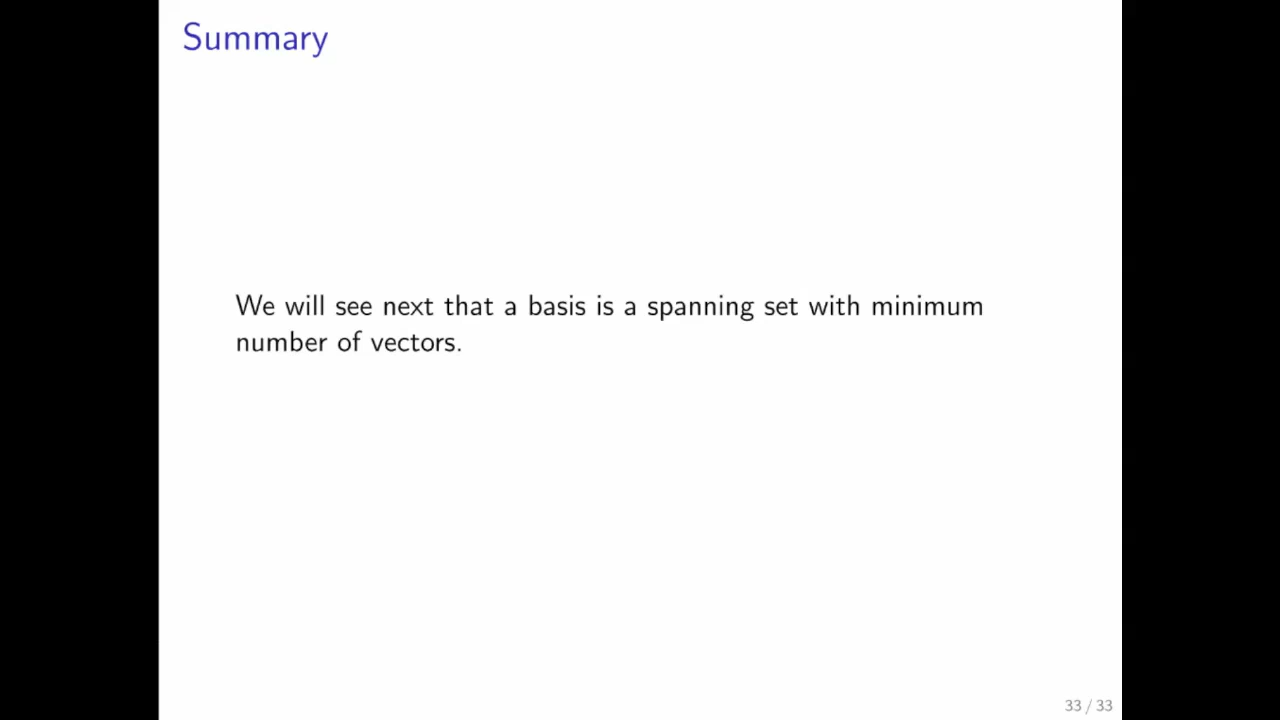 Summary
We will see next that a basis is a spanning set with minimum
number of vectors.
33 / 33